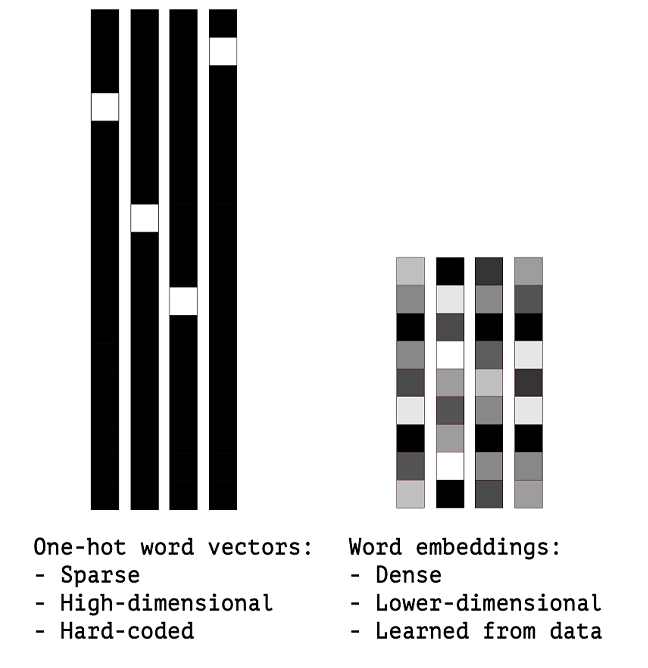 One-hot word vectors:
- Sparse
- High-dimensional
- Hard-coded
Word embeddings:
- Dense
- Lower-dimensional
- Learned from data